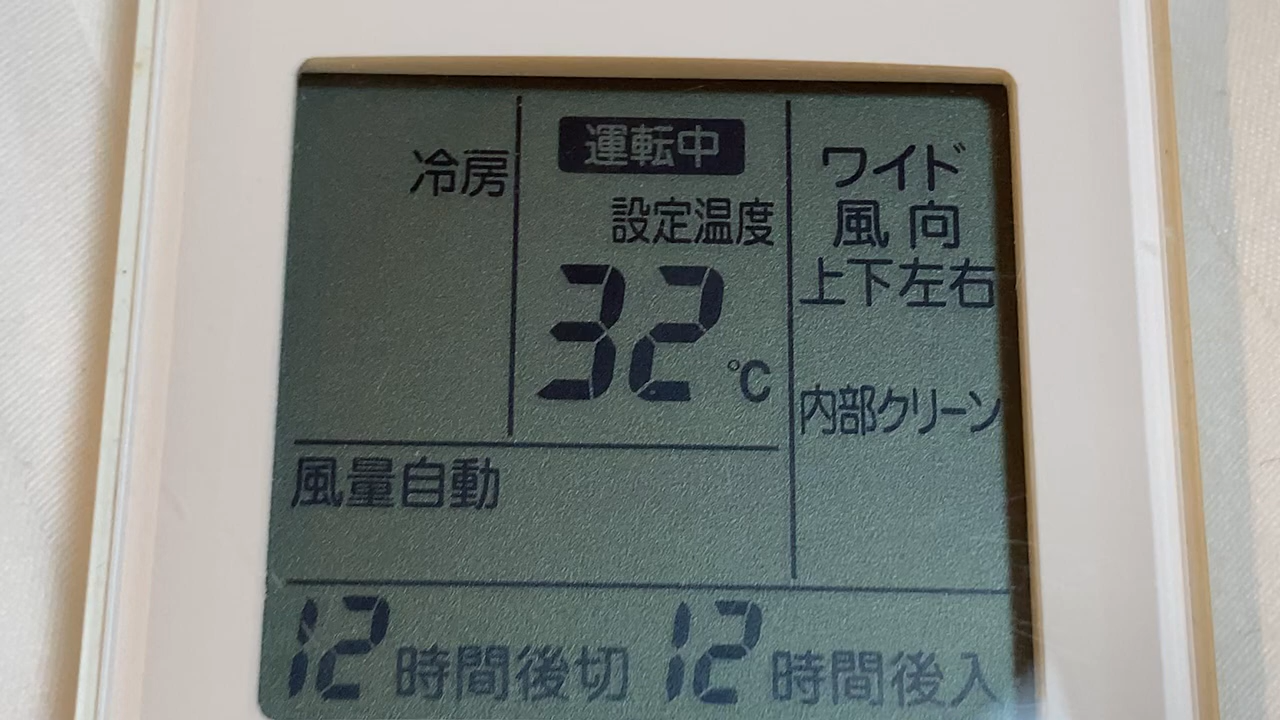 冷房
運転中
設定温度
32℃
ワイド
風向
上下左右
内部クリーン
風量自動
12時間後切 12時間後入